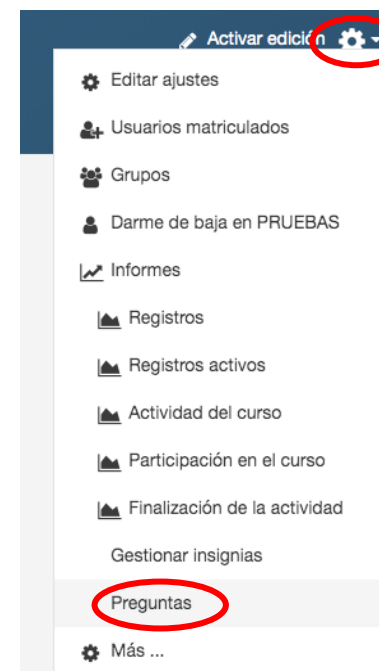 Activar edición
Editar ajustes
Usuarios matriculados
Grupos
Darme de baja en PRUEBAS
Informes
Registros
Registros activos
Actividad del curso
Participación en el curso
Finalización de la actividad
Gestionar insignias
Preguntas
Más ...